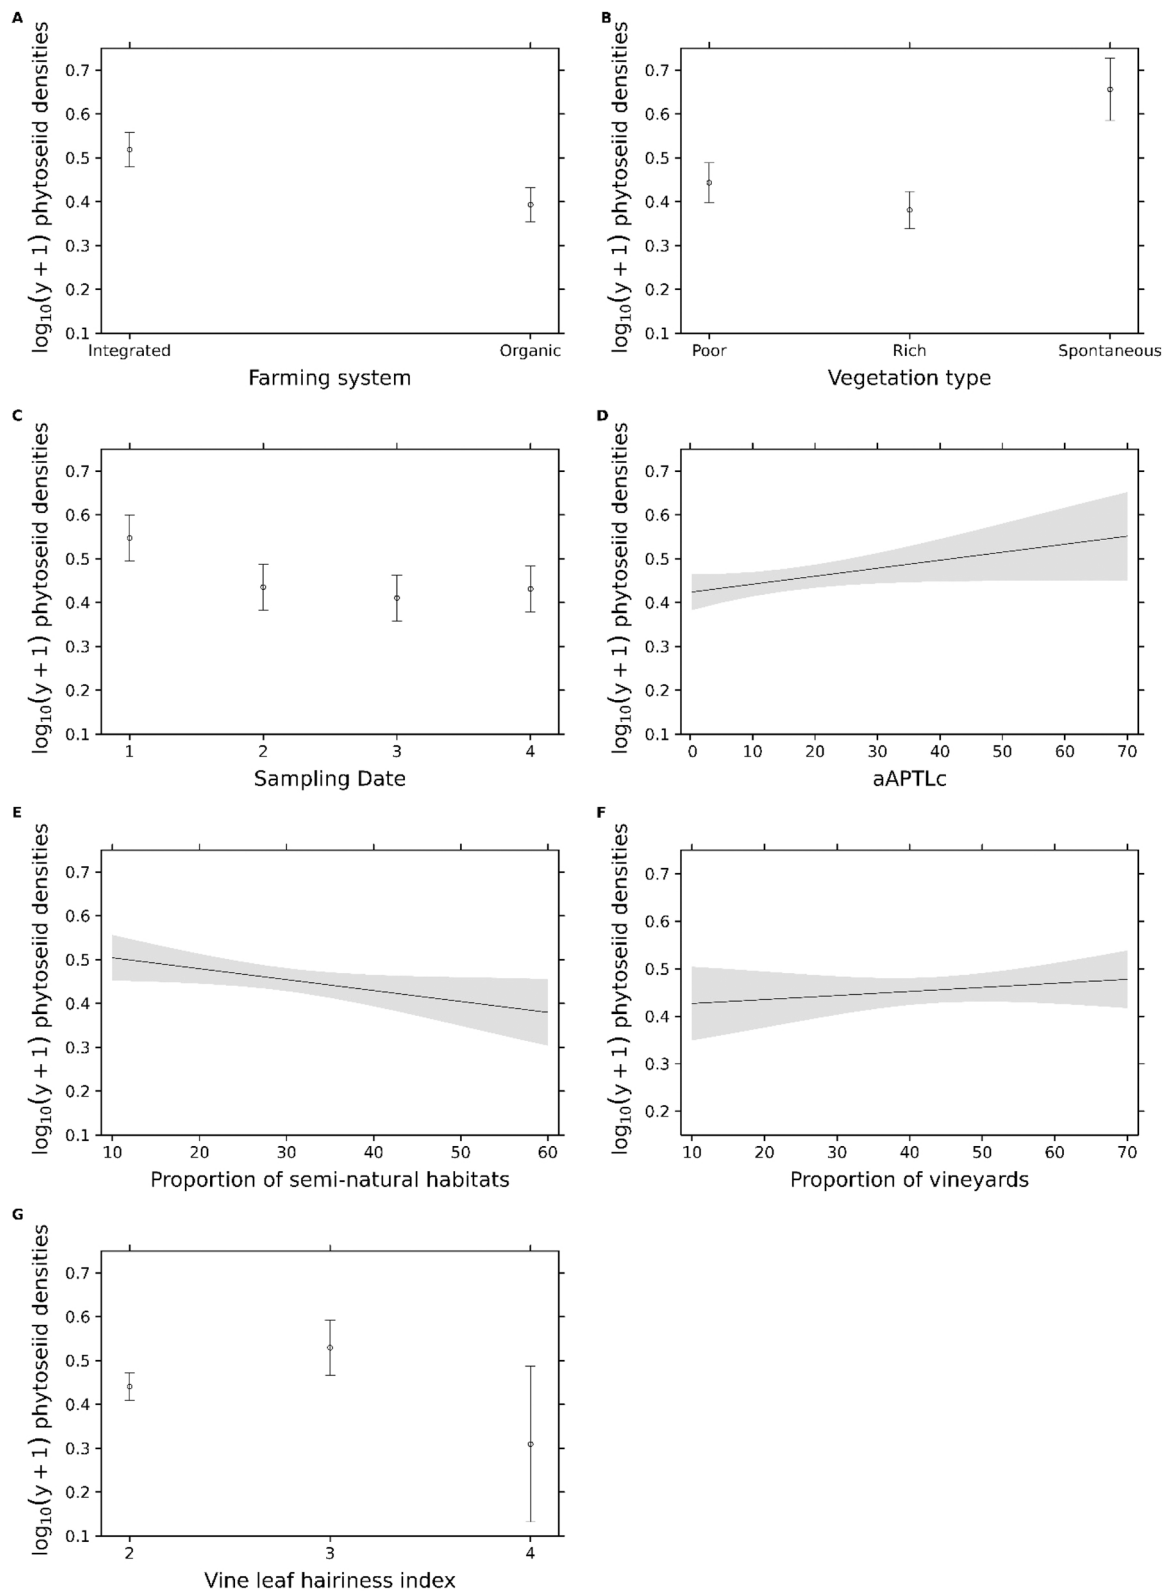 A
log10(y + 1) phytoseiid densities
0.7
0.6
0.5
0.4
0.3
0.2
0.1
Integrated Organic
Farming system
B
log10(y + 1) phytoseiid densities
0.7
0.6
0.5
0.4
0.3
0.2
0.1
Poor Rich Spontaneous
Vegetation type
C
log10(y + 1) phytoseiid densities
0.7
0.6
0.5
0.4
0.3
0.2
0.1
1 2 3 4
Sampling Date
D
log10(y + 1) phytoseiid densities
0.7
0.6
0.5
0.4
0.3
0.2
0.1
0 10 20 30 40 50 60 70
aAPTLc
E
log10(y + 1) phytoseiid densities
0.7
0.6
0.5
0.4
0.3
0.2
0.1
10 20 30 40 50 60
Proportion of semi-natural habitats
F
log10(y + 1) phytoseiid densities
0.7
0.6
0.5
0.4
0.3
0.2
10 20 30 40 50 60 70
Proportion of vineyards
G
log10(y + 1) phytoseiid densities
0.7
0.6
0.5
0.4
0.3
0.2
0.1
2 3 4
Vine leaf hairiness index